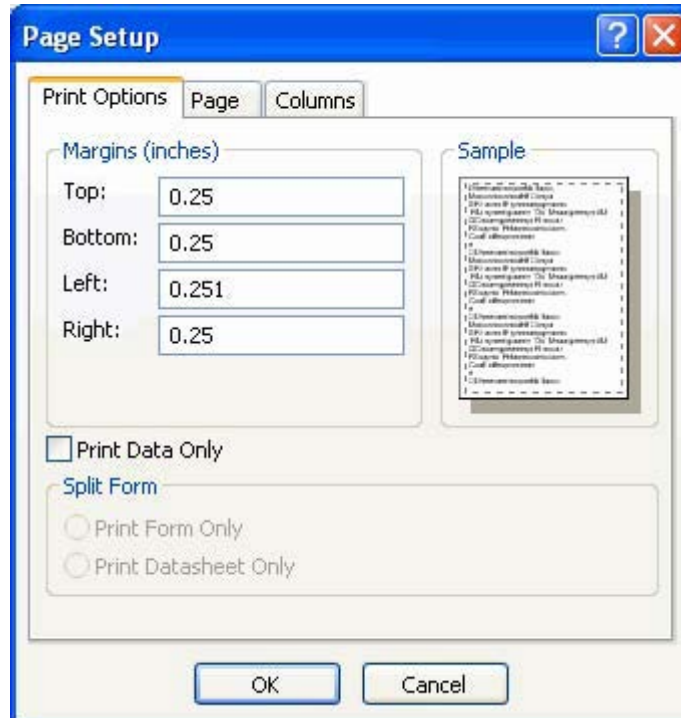 Page Setup
Print Options Page Columns
Margins (inches)
Top: 0.25
Bottom: 0.25
Left: 0.251
Right: 0.25
Sample
Print Data Only
Split Form
Print Form Only
Print Datasheet Only
OK Cancel